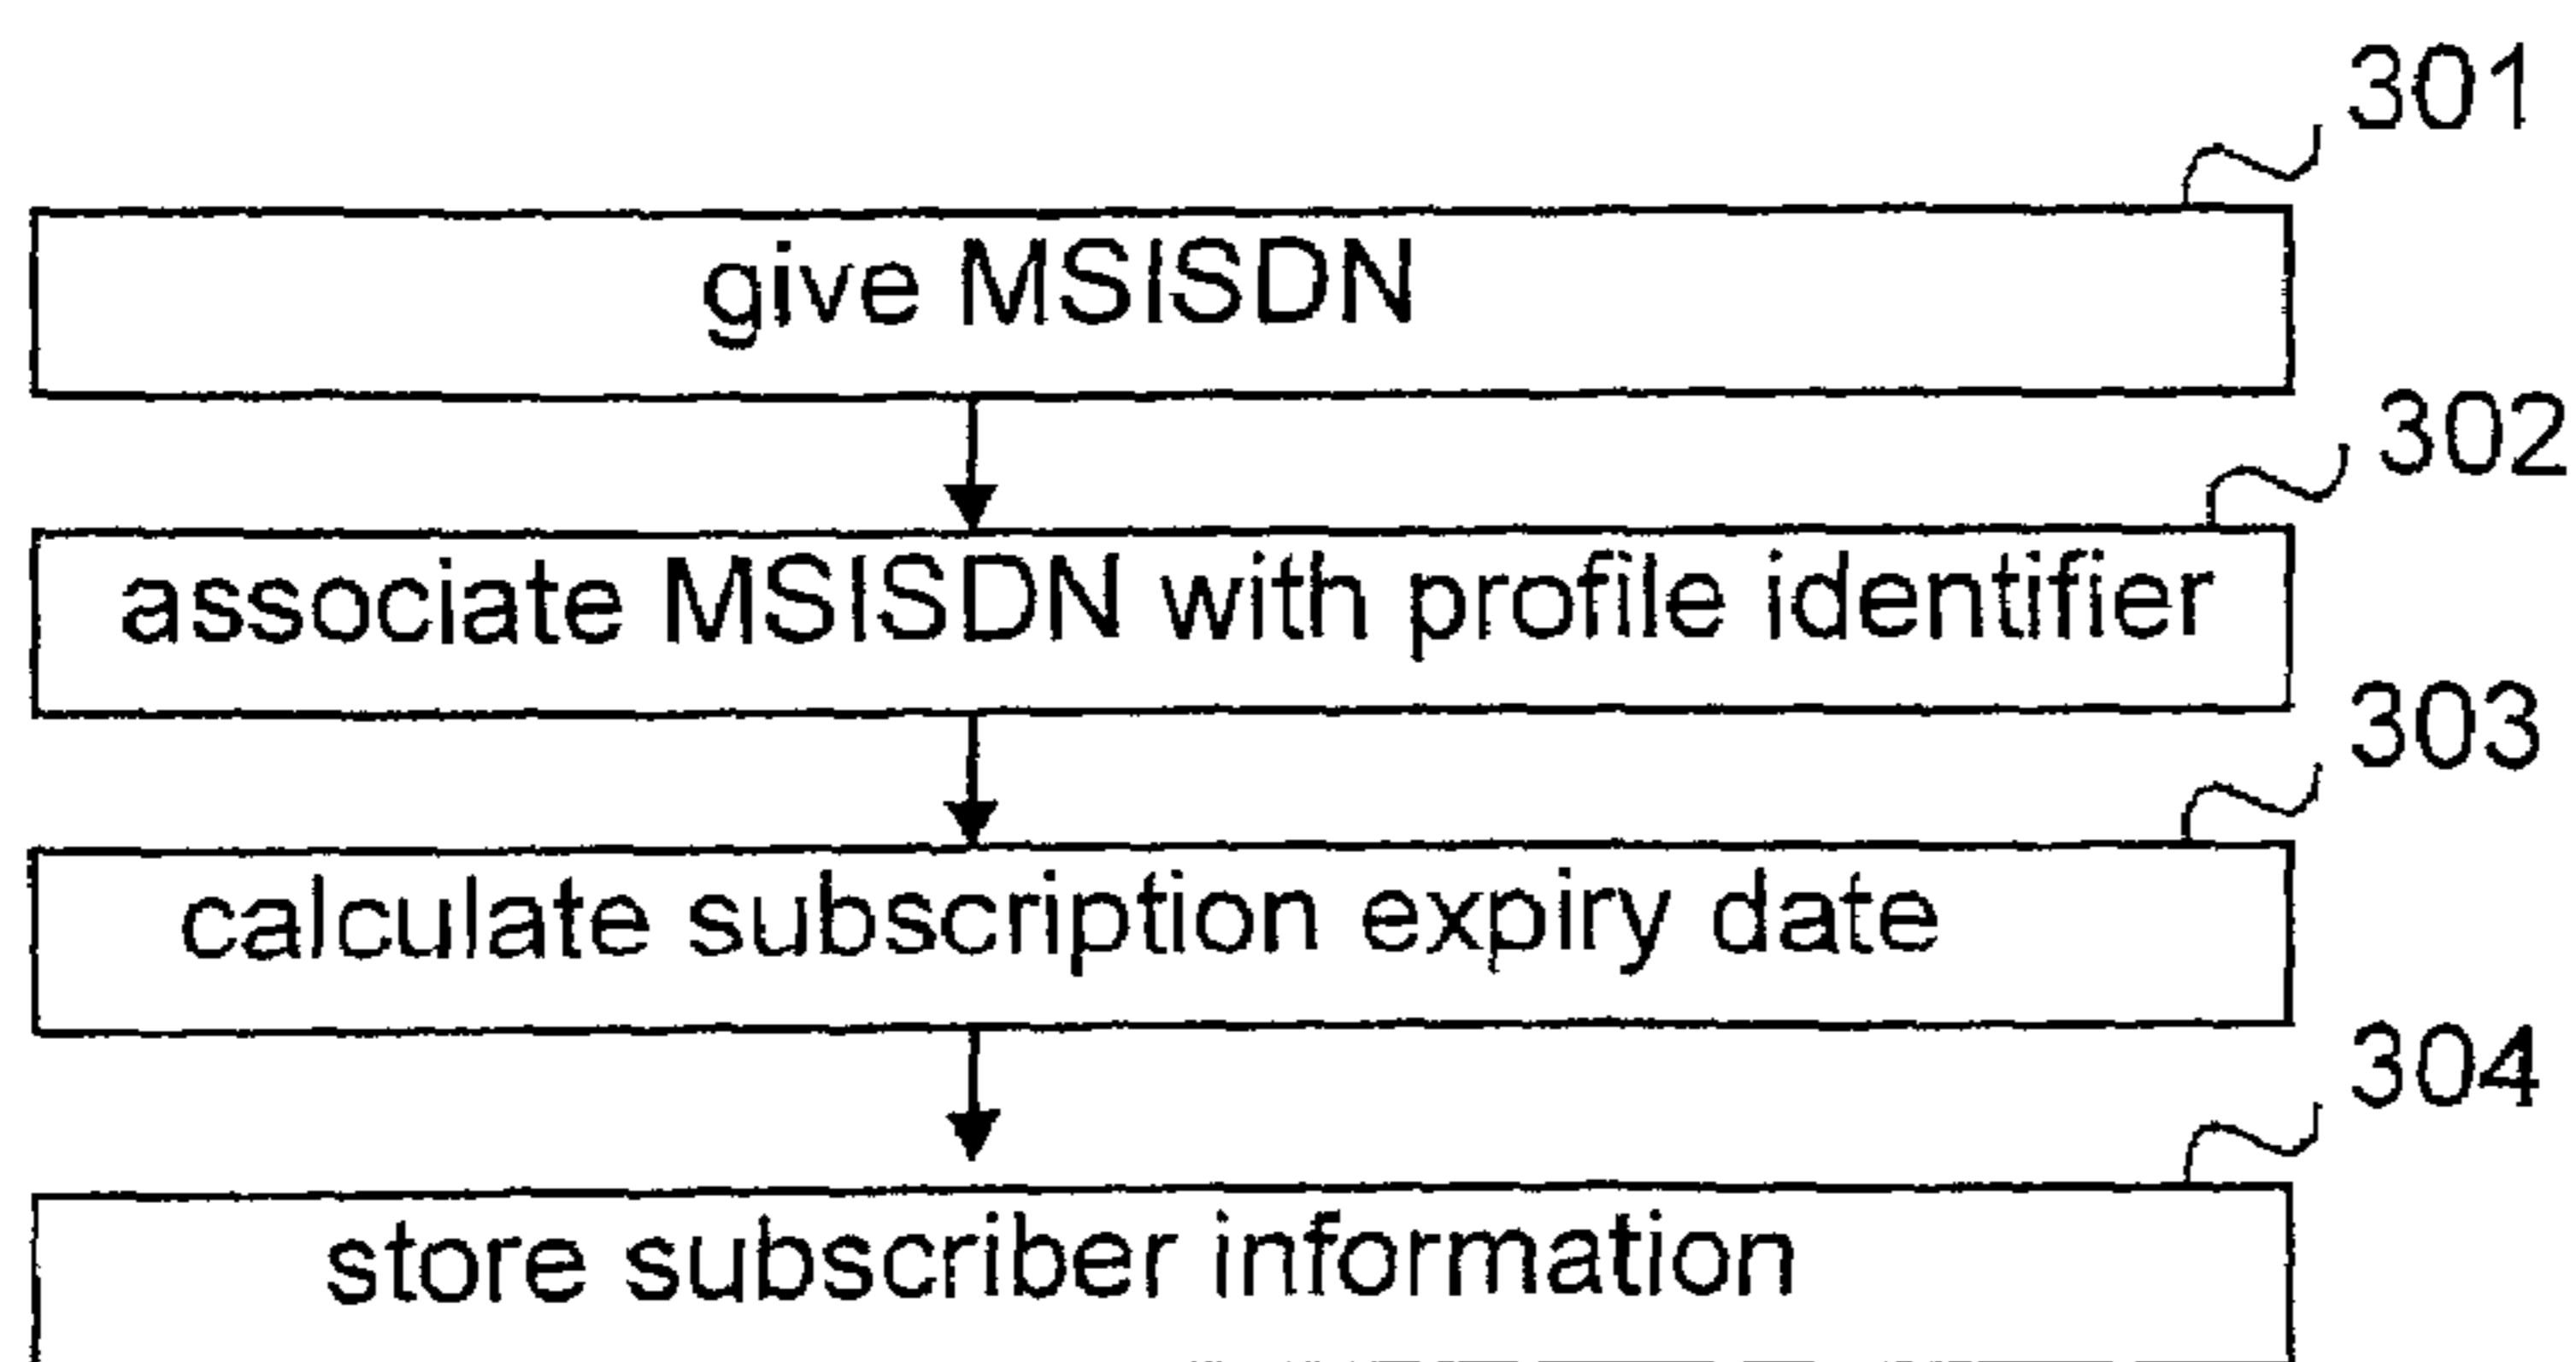 301
give MSISDN
302
associate MSISDN with profile identifier
303
calculate subscription expiry date
304
store subscriber information